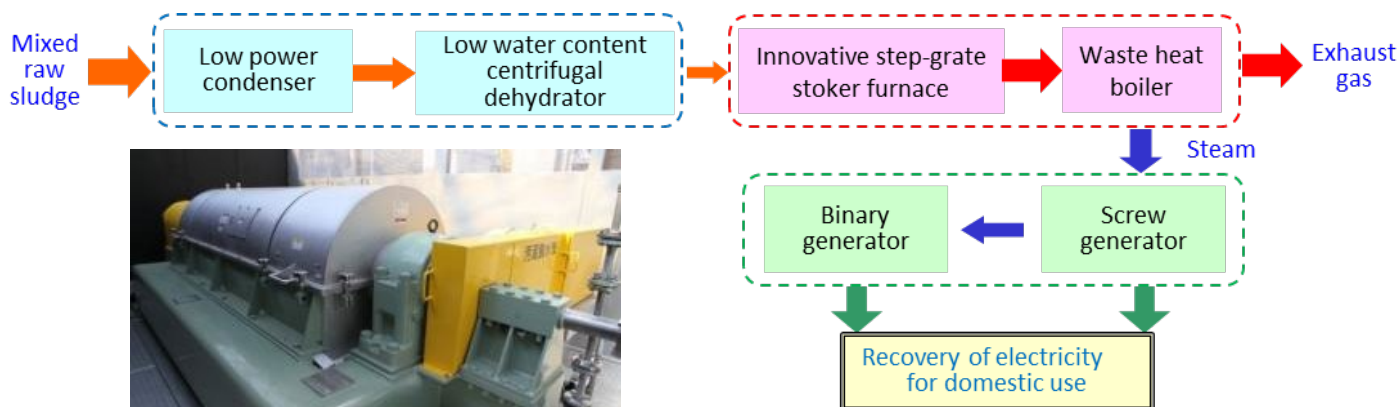 Mixed
raw
sludge
Low power
condenser
Low water content
centrifugal
dehydrator
Innovative step-grate
stoker furnace
Waste heat
boiler
Exhaust
gas
Steam
Binary
generator
Screw
generator
Recovery of electricity
for domestic use